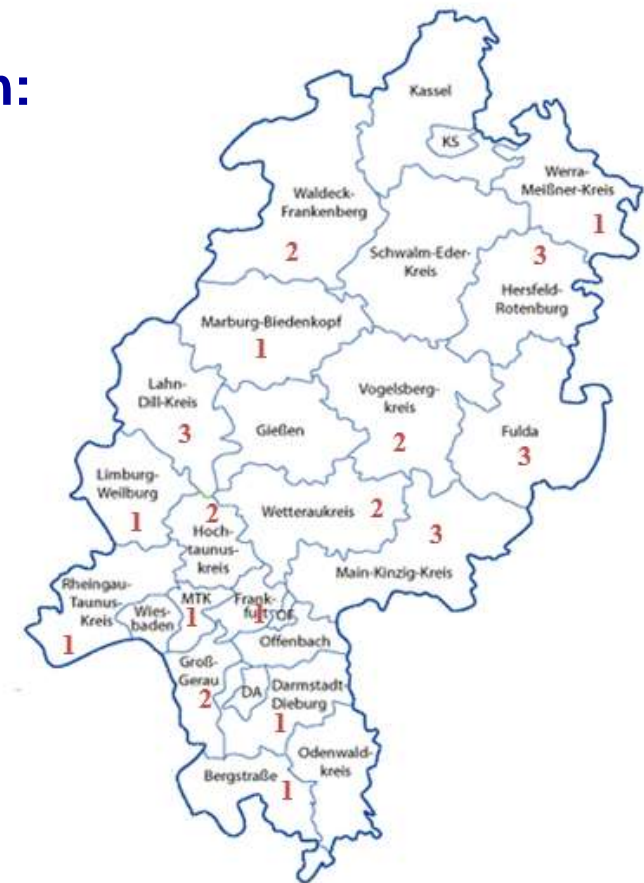 n:
Kassel
KS
Werra-
Meißner-Kreis
1
Waldeck-
Frankenberg
2
Schwalm-Eder-
Kreis
3
Hersfeld-
Rotenburg
Marburg-Biedenkopf
1
Lahn-
Dill-Kreis
3
Gießen
Vogelsberg-
kreis
2
Fulda
3
Limburg-
Weilburg
1
2
Hoch-
taunus-
kreis
Wetteraukreis
2
3
Main-Kinzig-Kreis
Rheingau-
Taunus-
Kreis
1
Wies-
baden
MTK
1
Frank-
furt
1
OF
Offenbach
Groß-
Gerau
2
DA
Darmstadt-
Dieburg
1
Odenwald-
kreis
Bergstraße
1